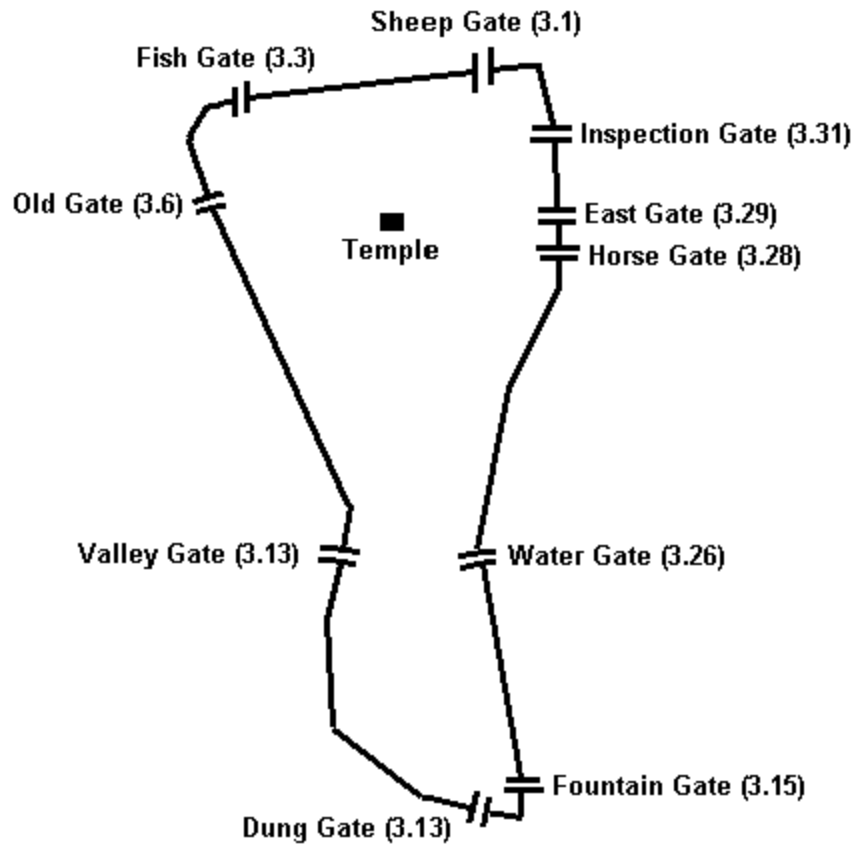 Sheep Gate (3.1)
Fish Gate (3.3)
Inspection Gate (3.31)
Old Gate (3.6)
East Gate (3.29)
Temple
Horse Gate (3.28)
Valley Gate (3.13)
Water Gate (3.26)
Fountain Gate (3.15)
Dung Gate (3.13)